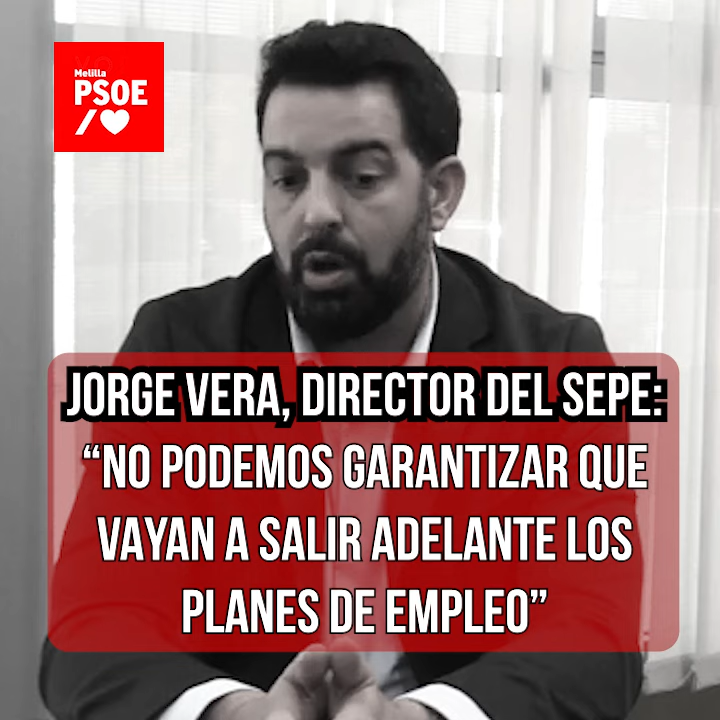 Melilla
PSOE
JORGE VERA, DIRECTOR DEL SEPE:
“NO PODEMOS GARANTIZAR QUE
VAYAN A SALIR ADELANTE LOS
PLANES DE EMPLEO”